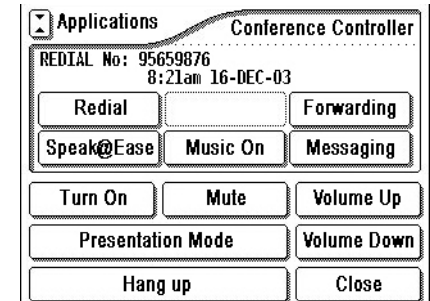 Applications Conference Controller
REDIAL No: 95659876
8:21am 16-DEC-03
Redial Forwarding
Speak@Ease Music On Messaging
Turn On Mute Volume Up
Presentation Mode Volume Down
Hang up Close